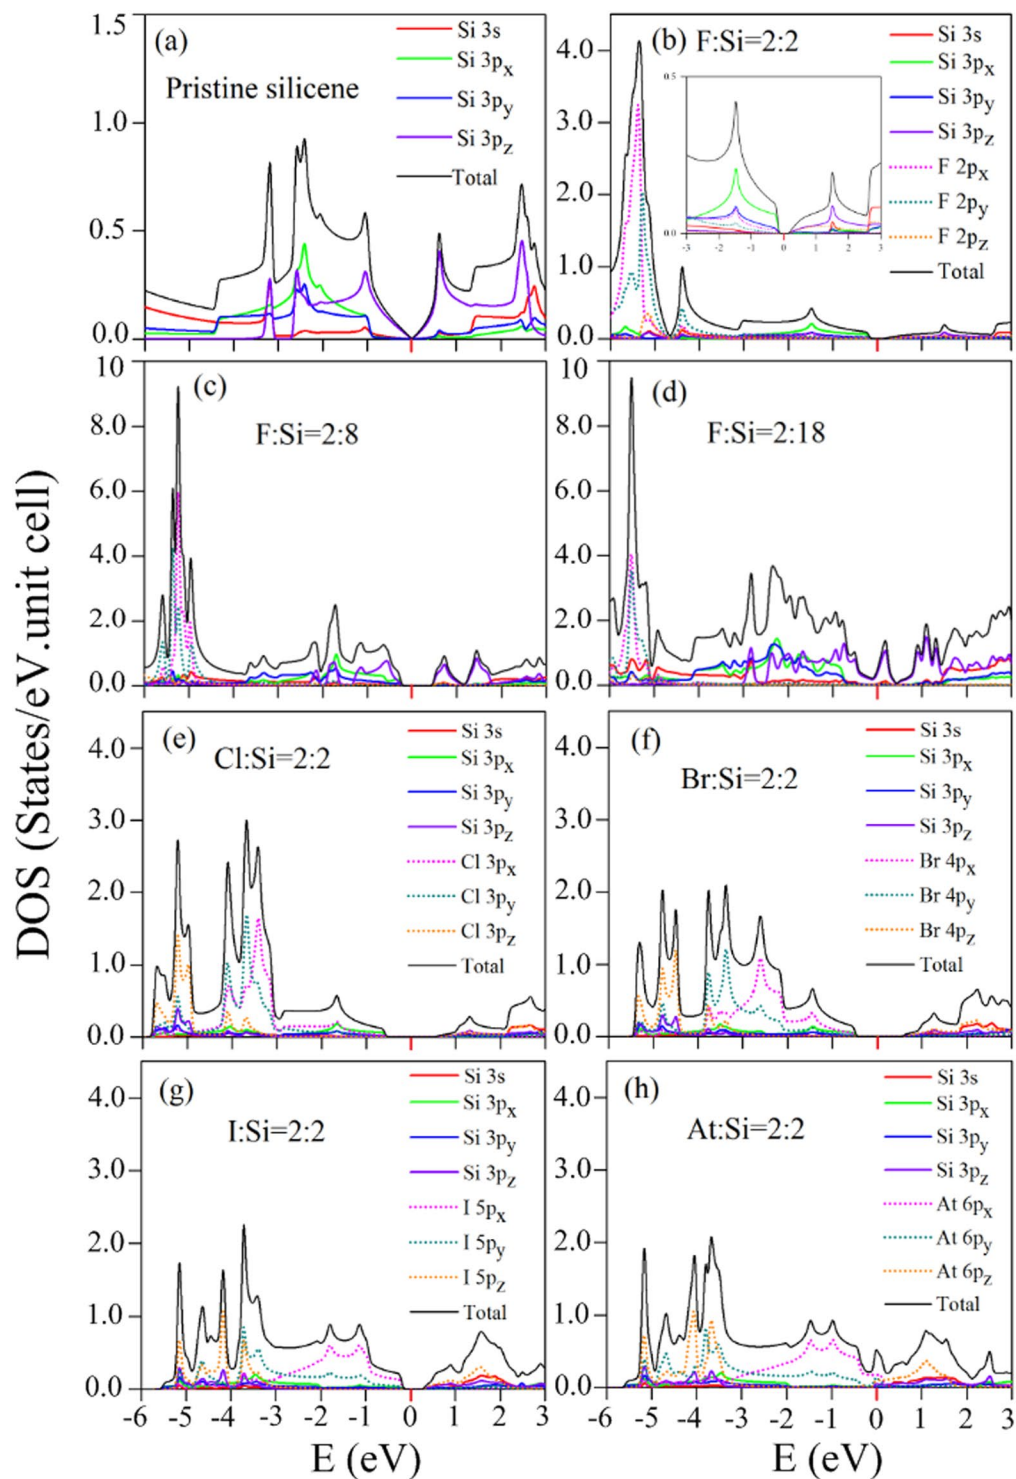 (a)
Pristine silicene
1.5
1.0
0.5
0.0
Si 3s
Si 3px
Si 3py
Si 3pz
Total
(b) F:Si=2:2
4.0
3.0
2.0
1.0
0.0
0.5
0.0
-3 -2 -1 0 1 2 3
Si 3s
Si 3px
Si 3py
Si 3pz
F 2px
F 2py
F 2pz
Total
(c)
F:Si=2:8
10
8.0
6.0
4.0
2.0
0.0
(d)
F:Si=2:18
10
8.0
6.0
4.0
2.0
0.0
DOS (States/eV.unit cell)
(e)
Cl:Si=2:2
4.0
3.0
2.0
1.0
0.0
Si 3s
Si 3px
Si 3py
Si 3pz
Cl 3px
Cl 3py
Cl 3pz
Total
(f)
Br:Si=2:2
4.0
3.0
2.0
1.0
0.0
Si 3s
Si 3px
Si 3py
Si 3pz
Br 4px
Br 4py
Br 4pz
Total
(g)
I:Si=2:2
4.0
3.0
2.0
1.0
0.0
Si 3s
Si 3px
Si 3py
Si 3pz
I 5px
I 5py
I 5pz
Total
-6 -5 -4 -3 -2 -1 0 1 2 3
E (eV)
(h)
At:Si=2:2
4.0
3.0
2.0
1.0
0.0
Si 3s
Si 3px
Si 3py
Si 3pz
At 6px
At 6py
At 6pz
Total
-6 -5 -4 -3 -2 -1 0 1 2 3
E (eV)